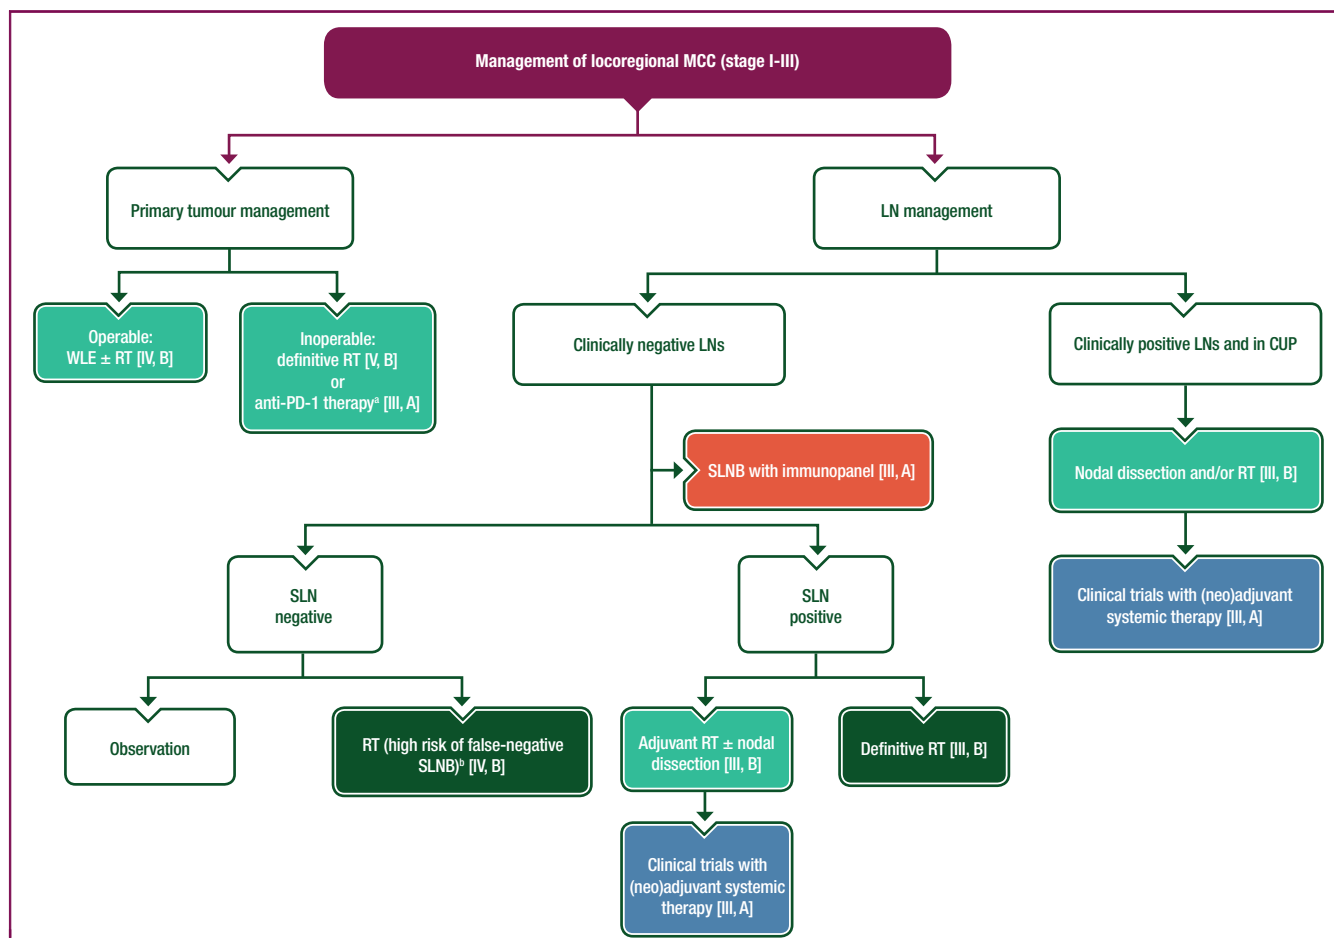 Management of locoregional MCC (stage I-III)
Primary tumour management
LN management
Operable:
WLE ± RT [IV, B]
Inoperable:
definitive RT [V, B]
or
anti-PD-1 therapyᵃ [III, A]
Clinically negative LNs
Clinically positive LNs and in CUP
SLNB with immunopanel [III, A]
Nodal dissection and/or RT [III, B]
SLN
negative
SLN
positive
Clinical trials with (neo)adjuvant
systemic therapy [III, A]
Observation
RT (high risk of false-negative
SLNB)ᵇ [IV, B]
Adjuvant RT ± nodal
dissection [III, B]
Definitive RT [III, B]
Clinical trials with
(neo)adjuvant systemic
therapy [III, A]